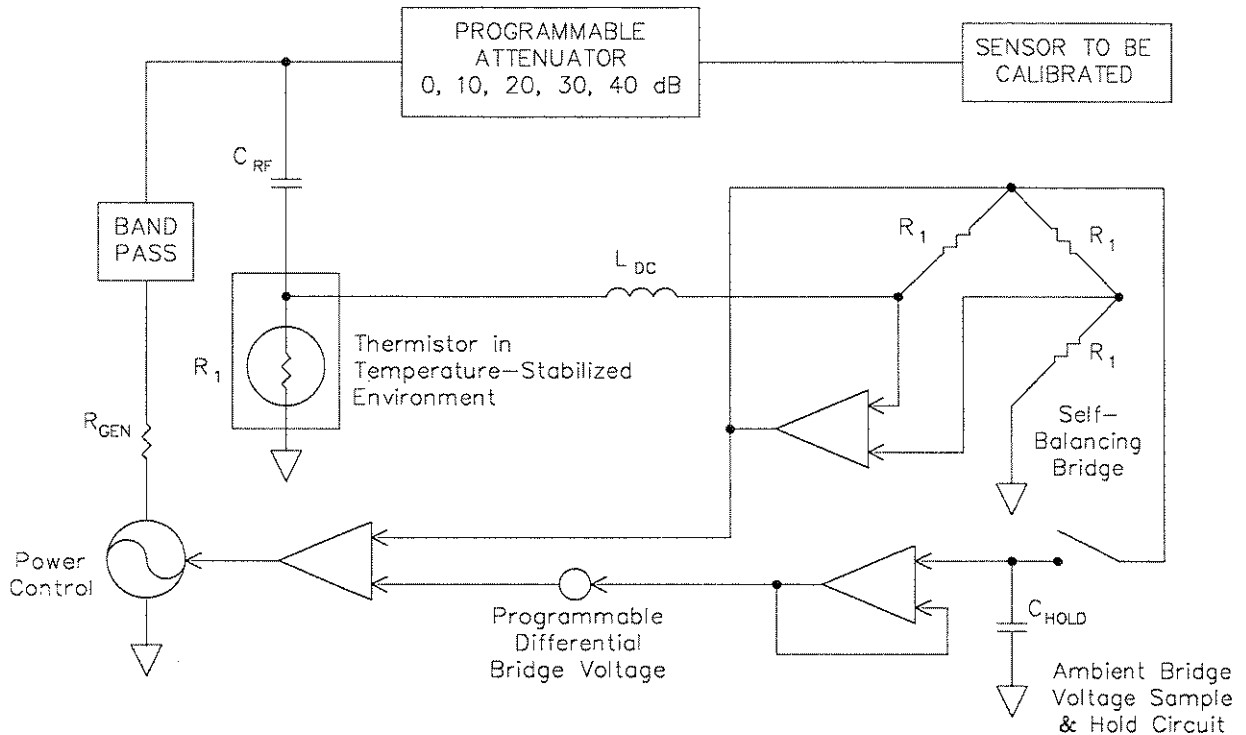 PROGRAMMABLE
ATTENUATOR
0, 10, 20, 30, 40 dB
SENSOR TO BE
CALIBRATED
C RF
BAND
PASS
R 1
R 1
L DC
R 1
Thermistor in
Temperature-Stabilized
Environment
R 1
R GEN
Self-
Balancing
Bridge
Power
Control
Programmable
Differential
Bridge Voltage
C HOLD
Ambient Bridge
Voltage Sample
& Hold Circuit